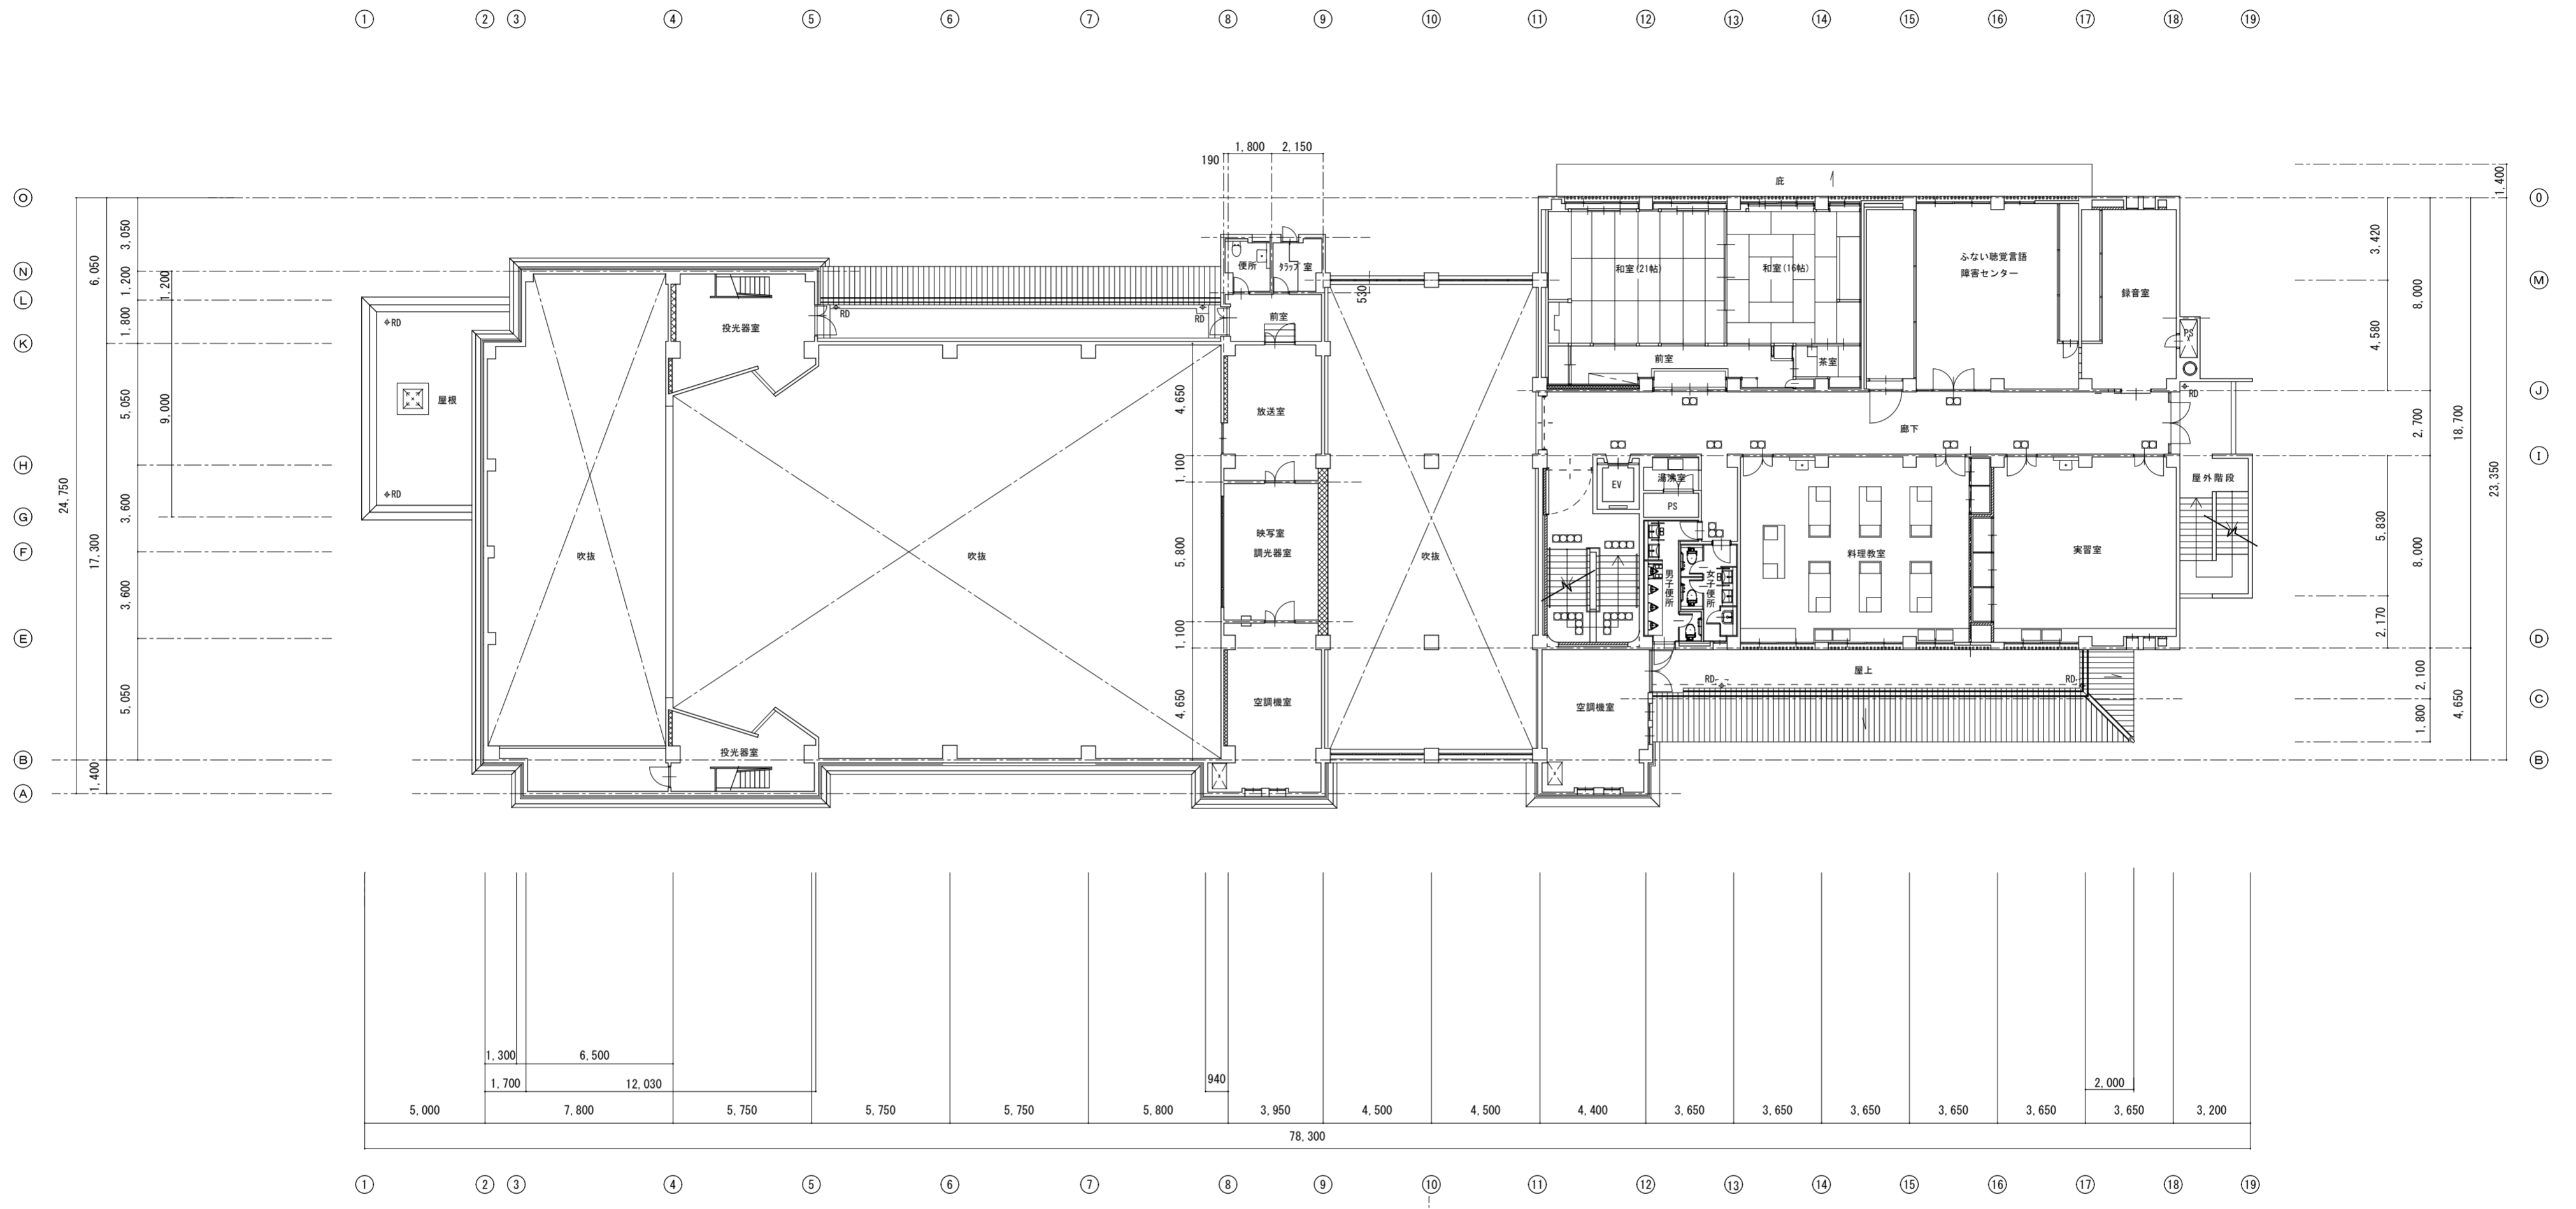 1 2 3 4 5 6 7 8 9 10 11 12 13 14 15 16 17 18 19
1,800 2,150
190
1,400
庇
O
O
3,050
3,420
6,050
便所
ﾀﾗｯﾌﾟ室
和室(21帖)
和室(16帖)
ふない聴覚言語
障害センター
N
1,200
1,200
M
530
録音室
8,000
L
RD
投光器室
RD
RD
前室
1,800
PS
4,580
K
前室
茶室
5,050
9,000
屋根
4,650
放送室
RD
J
廊下
2,700
18,700
H
1,100
I
湯沸室
EV
屋外階段
23,350
24,750
RD
PS
3,600
G
5,830
映写室
調光器室
17,300
吹抜
吹抜
5,800
吹抜
料理教室
実習室
8,000
F
男子便所
女子便所
3,600
2,170
E
1,100
D
屋上
2,100
RD
RD
5,050
4,650
空調機室
空調機室
C
4,650
1,800
投光器室
B
B
1,400
A
1,300 6,500
1,700 12,030
940
2,000
5,000 7,800 5,750 5,750 5,750 5,800 3,950 4,500 4,500 4,400 3,650 3,650 3,650 3,650 3,650 3,650 3,200
78,300
1 2 3 4 5 6 7 8 9 10 11 12 13 14 15 16 17 18 19